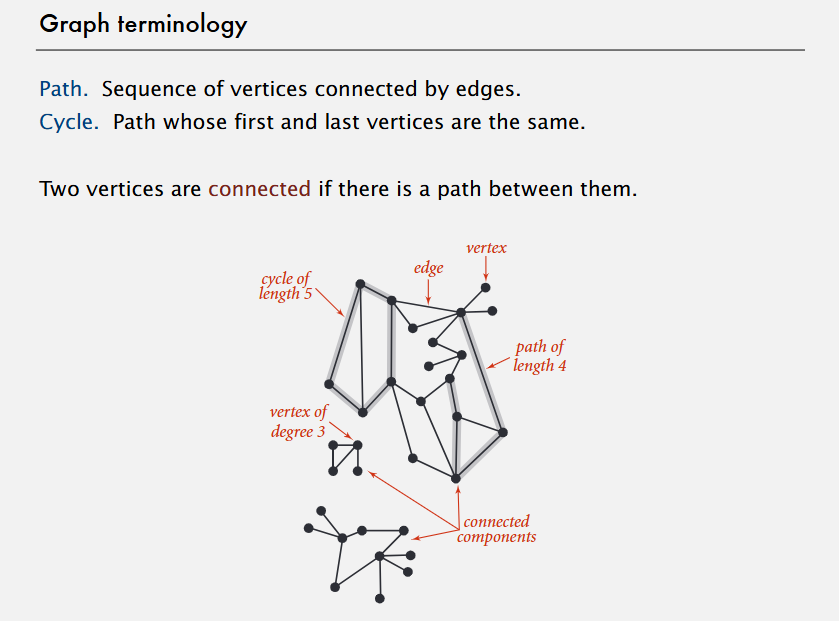 Graph terminology
Path. Sequence of vertices connected by edges.
Cycle. Path whose first and last vertices are the same.
Two vertices are connected if there is a path between them.
vertex
edge
cycle of
length 5
path of
length 4
vertex of
degree 3
connected
components